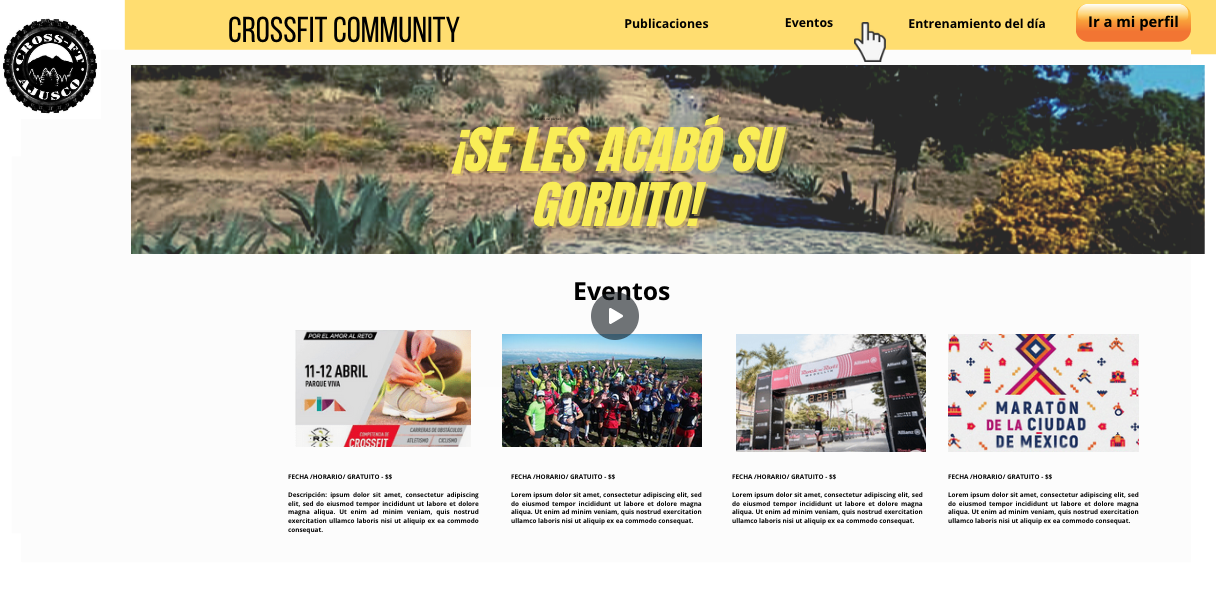 CROSSFIT COMMUNITY
Publicaciones
Eventos
Entrenamiento del día
Ir a mi perfil
CROSS-FT
AJUSCO
¡SE LES ACABÓ SU
GORDITO!
Eventos
POR EL AMOR AL RETO
11-12 ABRIL
PARQUE VIVA
RX
COMPETENCIA DE
CROSSFIT
CARRERAS DE OBSTÁCULOS
ATLETISMO / CICLISMO
FECHA /HORARIO/ GRATUITO - $$
Descripción: ipsum dolor sit amet, consectetur adipiscing
elit, sed do eiusmod tempor incididunt ut labore et dolore
magna aliqua. Ut enim ad minim veniam, quis nostrud
exercitation ullamco laboris nisi ut aliquip ex ea commodo
consequat.
FECHA /HORARIO/ GRATUITO - $$
Lorem ipsum dolor sit amet, consectetur adipiscing elit, sed
do eiusmod tempor incididunt ut labore et dolore magna
aliqua. Ut enim ad minim veniam, quis nostrud exercitation
ullamco laboris nisi ut aliquip ex ea commodo consequat.
Allianz
FECHA /HORARIO/ GRATUITO - $$
Lorem ipsum dolor sit amet, consectetur adipiscing elit, sed
do eiusmod tempor incididunt ut labore et dolore magna
aliqua. Ut enim ad minim veniam, quis nostrud exercitation
ullamco laboris nisi ut aliquip ex ea commodo consequat.
MARATÓN
DE LA CIUDAD
DE MÉXICO
FECHA /HORARIO/ GRATUITO - $$
Lorem ipsum dolor sit amet, consectetur adipiscing elit, sed
do eiusmod tempor incididunt ut labore et dolore magna
aliqua. Ut enim ad minim veniam, quis nostrud exercitation
ullamco laboris nisi ut aliquip ex ea commodo consequat.